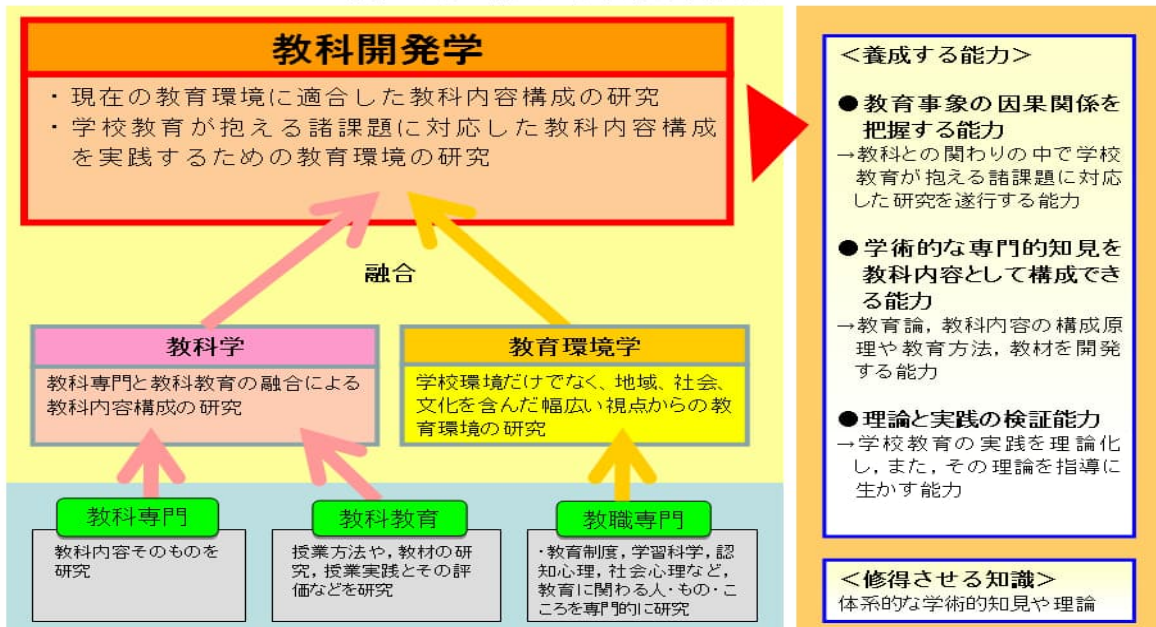 教科開発学
・現在の教育環境に適合した教科内容構成の研究
・学校教育が抱える諸課題に対応した教科内容構成
を実践するための教育環境の研究
融合
教科学
教科専門と教科教育の融合による
教科内容構成の研究
教育環境学
学校環境だけでなく、地域、社会、
文化を含んだ幅広い視点からの教
育環境の研究
教科専門
教科内容そのものを
研究
教科教育
授業方法や，教材の研
究，授業実践とその評
価などを研究
教職専門
・教育制度，学習科学，認
知心理，社会心理など，
教育に関わる人・もの・こ
ころを専門的に研究
＜養成する能力＞
●教育事象の因果関係を
把握する能力
→教科との関わりの中で学校
教育が抱える諸課題に対応
した研究を遂行する能力
●学術的な専門的知見を
教科内容として構成でき
る能力
→教育論，教科内容の構成原
理や教育方法，教材を開発
する能力
●理論と実践の検証能力
→学校教育の実践を理論化
し，また，その理論を指導に
生かす能力
＜修得させる知識＞
体系的な学術的知見や理論